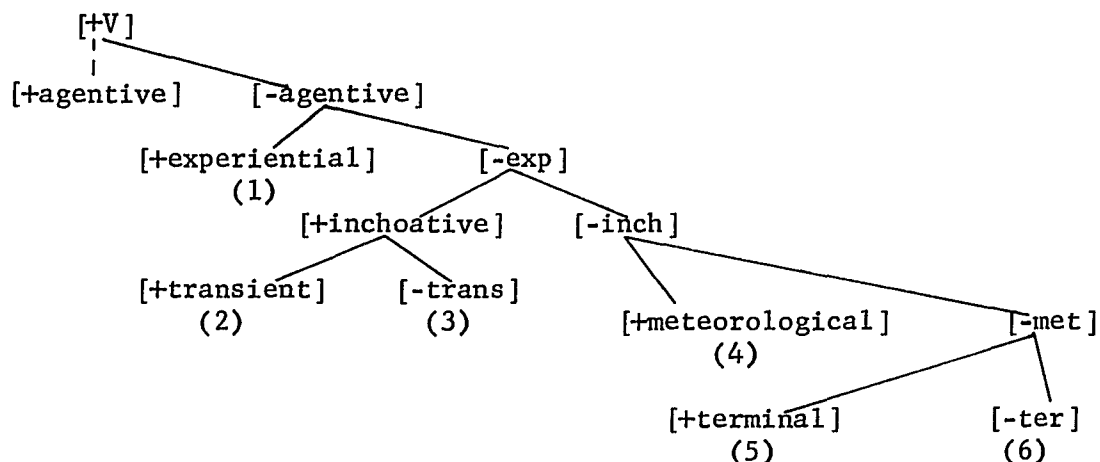 [+V]
[+agentive] [-agentive]
[+experiential] [-exp]
(1)
[+inchoative] [-inch]
[+transient] [-trans]
(2) (3)
[+meteorological] [-met]
(4)
[+terminal] [-ter]
(5) (6)